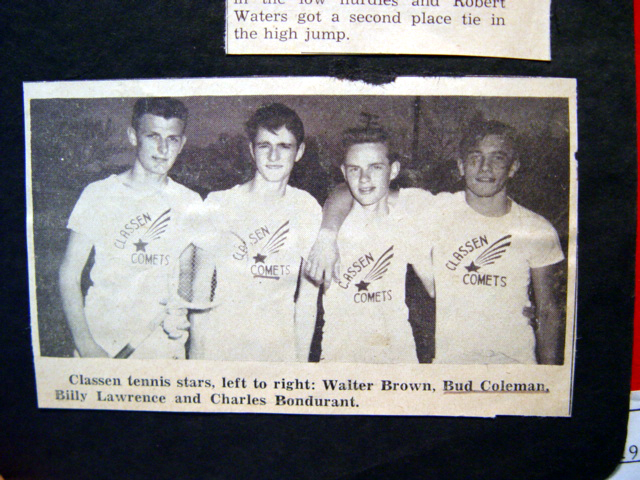 in the low hurdles and Robert
Waters got a second place tie in
the high jump.
CLASSEN
COMETS
CLASSEN
COMETS
CLASSEN
COMETS
CLASSEN
COMETS
Classen tennis stars, left to right: Walter Brown, Bud Coleman,
Billy Lawrence and Charles Bondurant.